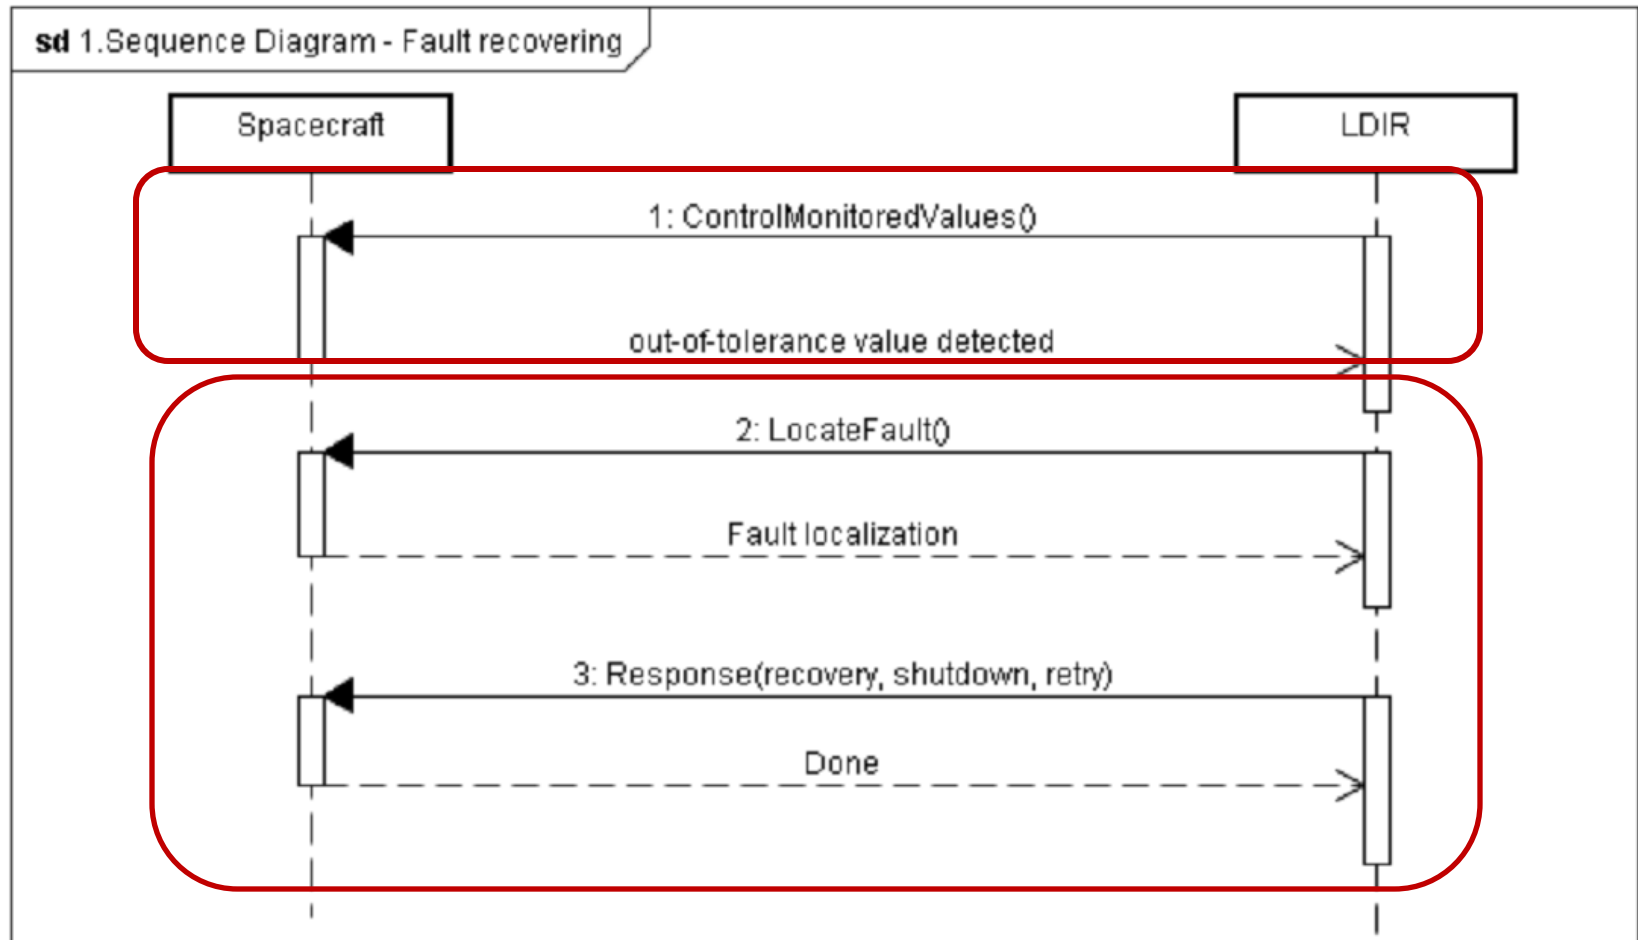 sd 1.Sequence Diagram - Fault recovering
Spacecraft
LDIR
1: ControlMonitoredValues()
out-of-tolerance value detected
2: LocateFault()
Fault localization
3: Response(recovery, shutdown, retry)
Done